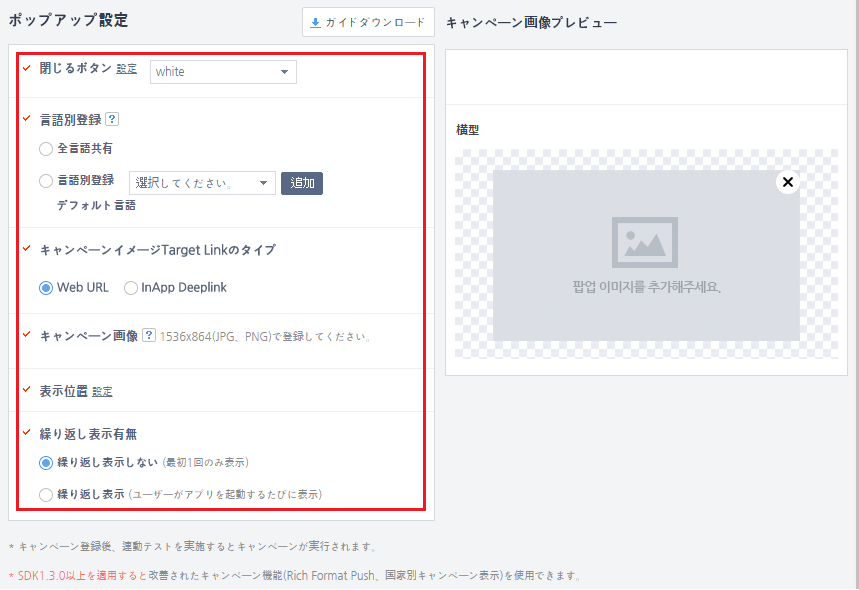 ポップアップ設定
ガイドダウンロード
閉じるボタン 設定 white
言語別登録 ?
全言語共有
言語別登録 選択してください。 追加
デフォルト言語
キャンペーンイメージTarget Linkのタイプ
Web URL InApp Deeplink
キャンペーン画像 ? 1536x864(JPG、PNG)で登録してください。
表示位置 設定
繰り返し表示有無
繰り返し表示しない (最初1回のみ表示)
繰り返し表示 (ユーザーがアプリを起動するたびに表示)
* キャンペーン登録後、連動テストを実施するとキャンペーンが実行されます。
* SDK1.3.0以上を適用すると改善されたキャンペーン機能(Rich Format Push、国家別キャンペーン表示)を使用できます。
キャンペーン画像プレビュー
横型
팝업 이미지를 추가해주세요.